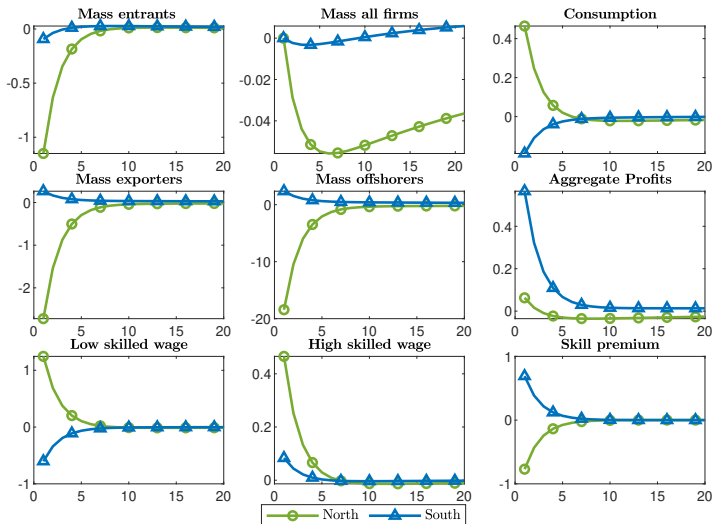 Mass entrants
Mass all firms
Consumption
0
-0.5
-1
0 5 10 15 20
0
-0.02
-0.04
0 5 10 15 20
0.4
0.2
0
0 5 10 15 20
Mass exporters
Mass offshorers
Aggregate Profits
0
-1
-2
0 5 10 15 20
0
-10
-20
0 5 10 15 20
0.4
0.2
0
0 5 10 15 20
Low skilled wage
High skilled wage
Skill premium
1
0
-1
0 5 10 15 20
0.4
0.2
0
0 5 10 15 20
1
0
-1
0 5 10 15 20
North South